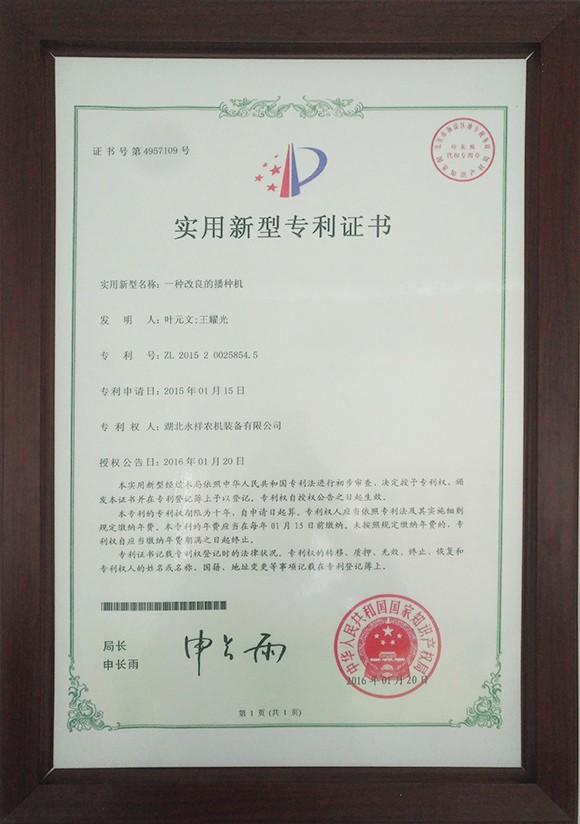 证书号第4957109号
实用新型专利证书
实用新型名称：一种改良的播种机
发 明 人：叶元文;王耀光
专 利 号：ZL 2015 2 0025854.5
专利申请日：2015年01月15日
专 利 权 人：湖北永祥农机装备有限公司
授权公告日：2016年01月20日
本实用新型经过本局依照中华人民共和国专利法进行初步审查，决定授予专利权，颁
发本证书并在专利登记簿上予以登记。专利权自授权公告之日起生效。
本专利的专利权期限为十年，自申请日起算。专利权人应当依照专利法及其实施细则
规定缴纳年费。本专利的年费应当在每年01月15日前缴纳。未按照规定缴纳年费的，专
利权自应当缴纳年费期满之日起终止。
专利证书记载专利权登记时的法律状况。专利权的转移、质押、无效、终止、恢复和
专利权人的姓名或名称、国籍、地址变更等事项记载在专利登记簿上。
局长
申长雨
申长雨
中华人民共和国国家知识产权局
2016年01月20日
第1页（共1页）